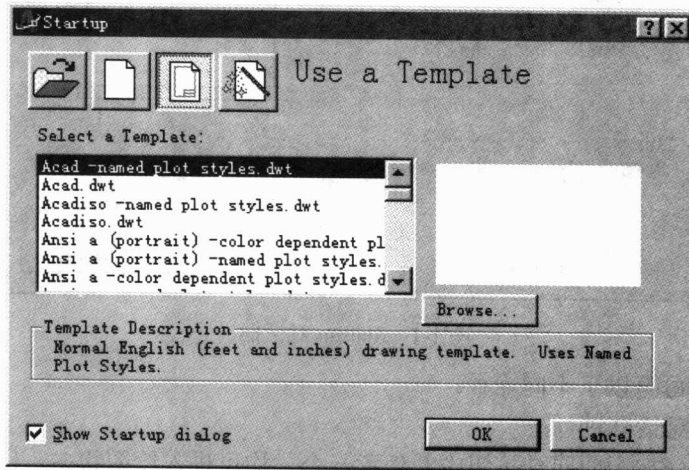 Startup
Use a Template
Select a Template:
Acad -named plot styles.dwt
Acad.dwt
Acadiso -named plot styles.dwt
Acadiso.dwt
Ansi a (portrait) -color dependent pl
Ansi a (portrait) -named plot styles.
Ansi a -color dependent plot styles.d
Browse...
Template Description
Normal English (feet and inches) drawing template. Uses Named
Plot Styles.
Show Startup dialog
OK
Cancel